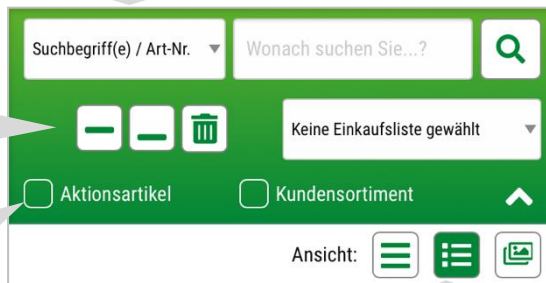 Suchbegriff(e) / Art-Nr. Wonach suchen Sie...?
Keine Einkaufsliste gewählt
Aktionsartikel Kundensortiment
Ansicht: